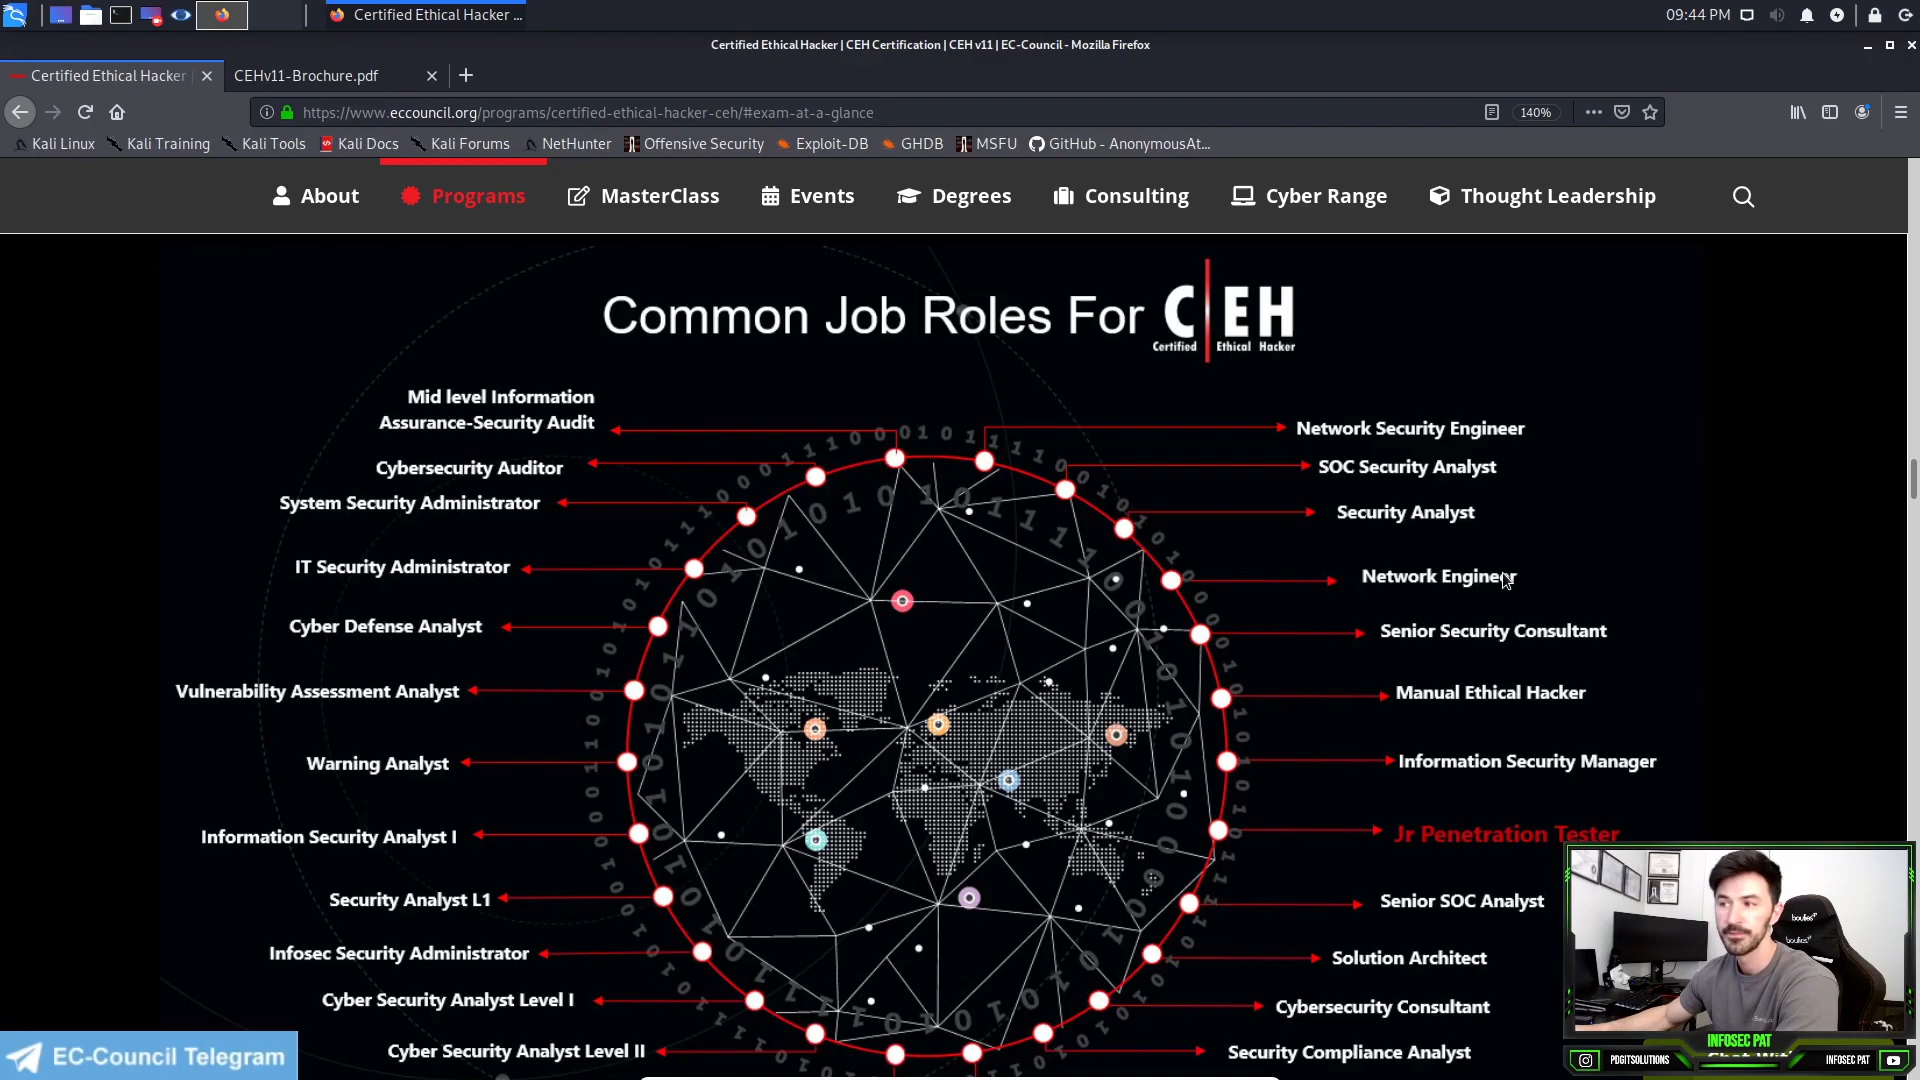 Certified Ethical Hacker ...
09:44 PM
Certified Ethical Hacker | CEH Certification | CEH v11 | EC-Council - Mozilla Firefox
Certified Ethical Hacker
CEHv11-Brochure.pdf
https://www.eccouncil.org/programs/certified-ethical-hacker-ceh/#exam-at-a-glance
140%
Kali Linux
Kali Training
Kali Tools
Kali Docs
Kali Forums
NetHunter
Offensive Security
Exploit-DB
GHDB
MSFU
GitHub - AnonymousAt...
About
Programs
MasterClass
Events
Degrees
Consulting
Cyber Range
Thought Leadership
Common Job Roles For
C EH
Certified Ethical Hacker
Mid level Information
Assurance-Security Audit
Cybersecurity Auditor
System Security Administrator
IT Security Administrator
Cyber Defense Analyst
Vulnerability Assessment Analyst
Warning Analyst
Information Security Analyst I
Security Analyst L1
Infosec Security Administrator
Cyber Security Analyst Level I
Cyber Security Analyst Level II
Network Security Engineer
SOC Security Analyst
Security Analyst
Network Engineer
Senior Security Consultant
Manual Ethical Hacker
Information Security Manager
Jr Penetration Tester
Senior SOC Analyst
Solution Architect
Cybersecurity Consultant
Security Compliance Analyst
EC-Council Telegram
INFOSEC PAT
PDGITSOLUTIONS
INFOSEC PAT